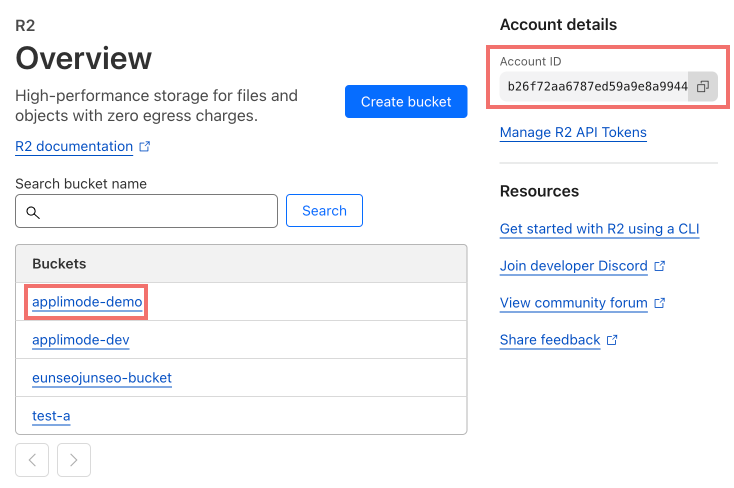 R2
Overview
High-performance storage for files and
objects with zero egress charges.
Create bucket
R2 documentation
Search bucket name
Search
Buckets
applimode-demo
applimode-dev
eunseojunseo-bucket
test-a
Account details
Account ID
b26f72aa6787ed59a9e8a9944
Manage R2 API Tokens
Resources
Get started with R2 using a CLI
Join developer Discord
View community forum
Share feedback